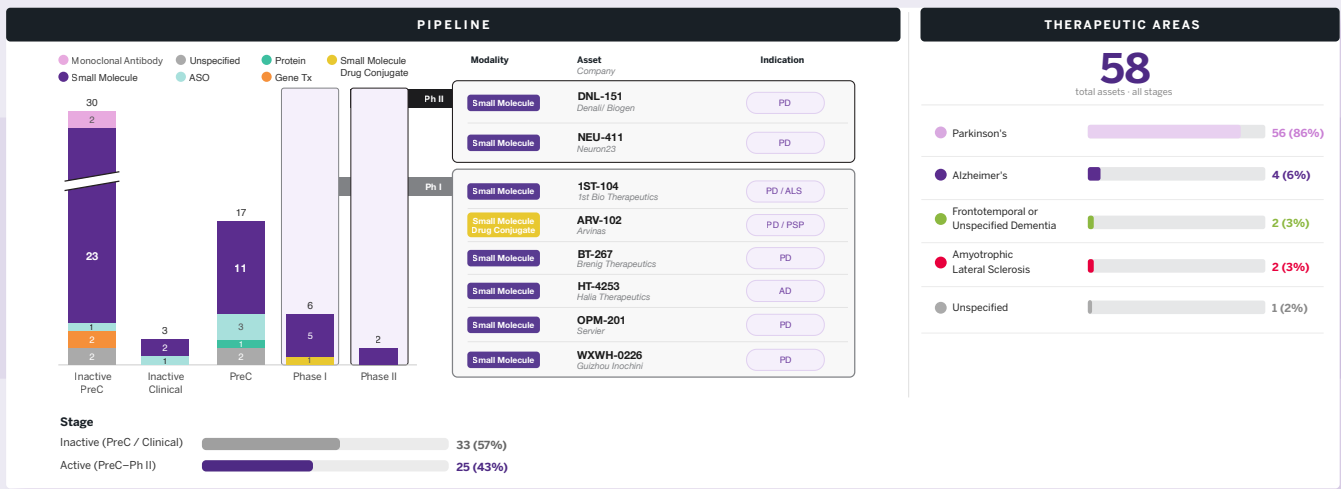 PIPELINE
Monoclonal Antibody
Unspecified
Protein
Small Molecule
Drug Conjugate
Small Molecule
ASO
Gene Tx
30
2
23
1
2
2
Inactive
PreC
3
2
1
Inactive
Clinical
17
11
3
1
2
PreC
6
5
1
Phase I
2
Phase II
Ph II
Ph I
Modality
Asset
Company
Indication
Small Molecule
DNL-151
Denali/ Biogen
PD
Small Molecule
NEU-411
Neuron23
PD
Small Molecule
1ST-104
1st Bio Therapeutics
PD / ALS
Small Molecule
Drug Conjugate
ARV-102
Arvinas
PD / PSP
Small Molecule
BT-267
Brenig Therapeutics
PD
Small Molecule
HT-4253
Halia Therapeutics
AD
Small Molecule
OPM-201
Servier
PD
Small Molecule
WXWH-0226
Guizhou Inochini
PD
Stage
Inactive (PreC / Clinical)
33 (57%)
Active (PreC–Ph II)
25 (43%)
THERAPEUTIC AREAS
58
total assets · all stages
Parkinson's
56 (86%)
Alzheimer's
4 (6%)
Frontotemporal or
Unspecified Dementia
2 (3%)
Amyotrophic
Lateral Sclerosis
2 (3%)
Unspecified
1 (2%)